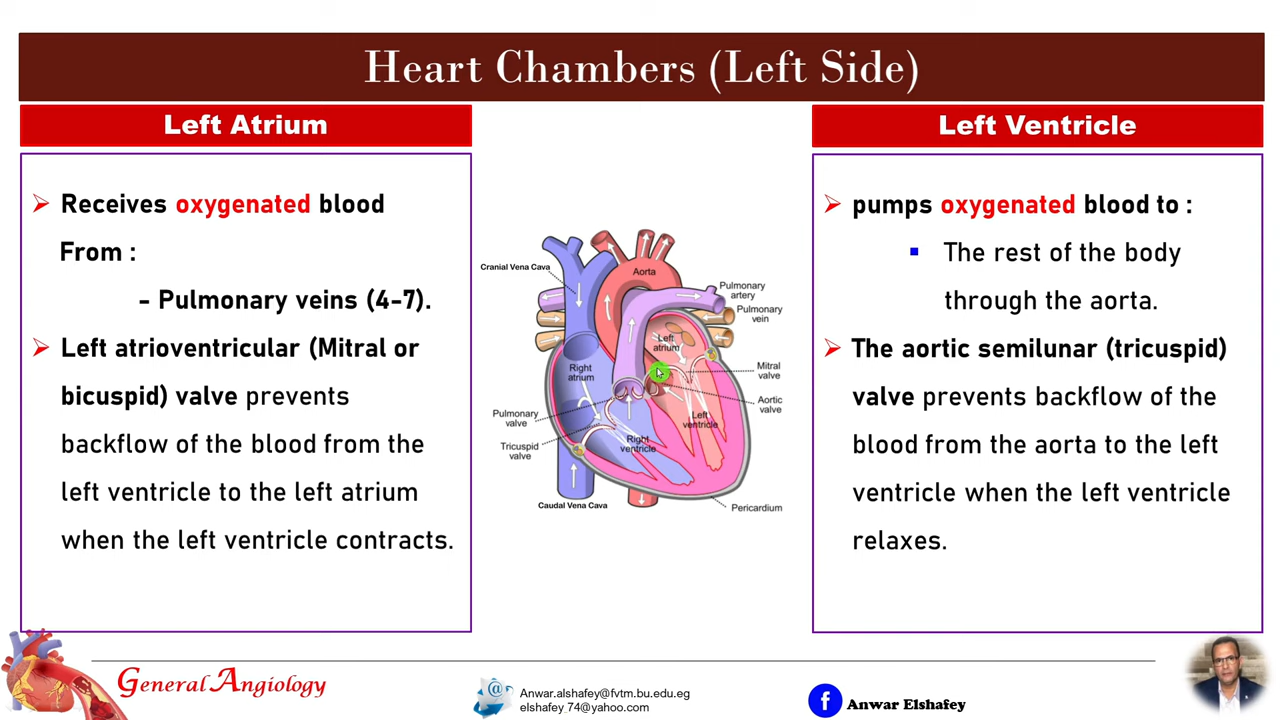 Heart Chambers (Left Side)
Left Atrium
➢ Receives oxygenated blood
From :
- Pulmonary veins (4-7).
➢ Left atrioventricular (Mitral or
bicuspid) valve prevents
backflow of the blood from the
left ventricle to the left atrium
when the left ventricle contracts.
Cranial Vena Cava
Aorta
Pulmonary
artery
Pulmonary
vein
Left
atrium
Right
atrium
Mitral
valve
Aortic
valve
Pulmonary
valve
Left
ventricle
Tricuspid
valve
Right
ventricle
Caudal Vena Cava
Pericardium
Left Ventricle
➢ pumps oxygenated blood to :
▪ The rest of the body
through the aorta.
➢ The aortic semilunar (tricuspid)
valve prevents backflow of the
blood from the aorta to the left
ventricle when the left ventricle
relaxes.
General Angiology
@
Anwar.alshafey@fvtm.bu.edu.eg
elshafey_74@yahoo.com
f Anwar Elshafey